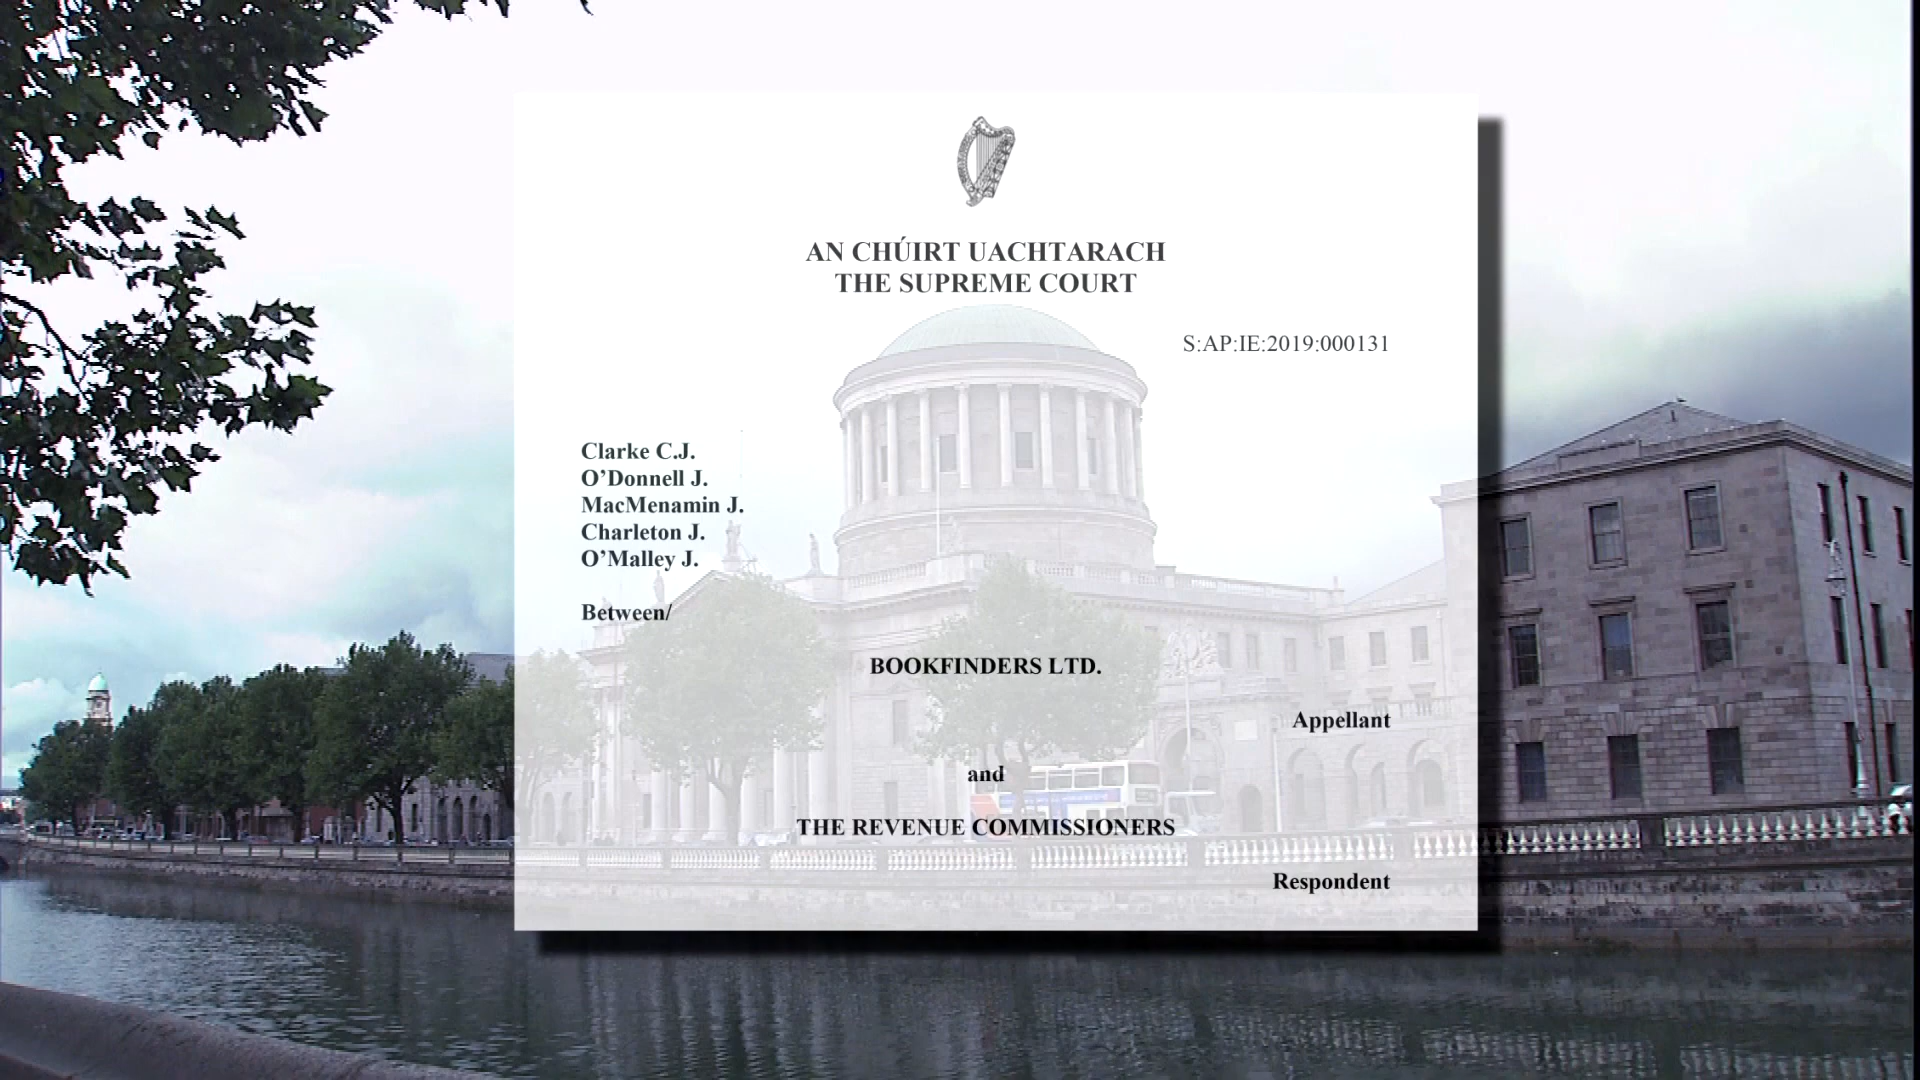 AN CHÚIRT UACHTARACH
THE SUPREME COURT
S:AP:IE:2019:000131
Clarke C.J.
O’Donnell J.
MacMenamin J.
Charleton J.
O’Malley J.
Between/
BOOKFINDERS LTD.
Appellant
and
THE REVENUE COMMISSIONERS
Respondent